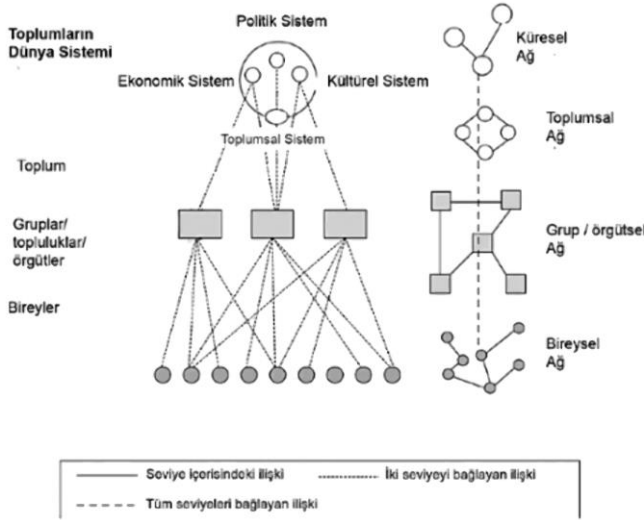 Toplumların
Dünya Sistemi
Politik Sistem
Ekonomik Sistem
Kültürel Sistem
Toplumsal Sistem
Toplum
Gruplar/
topluluklar/
örgütler
Bireyler
Küresel
Ağ
Toplumsal
Ağ
Grup / örgütsel
Ağ
Bireysel
Ağ
Seviye içerisindeki ilişki
İki seviyeyi bağlayan ilişki
Tüm seviyeleri bağlayan ilişki